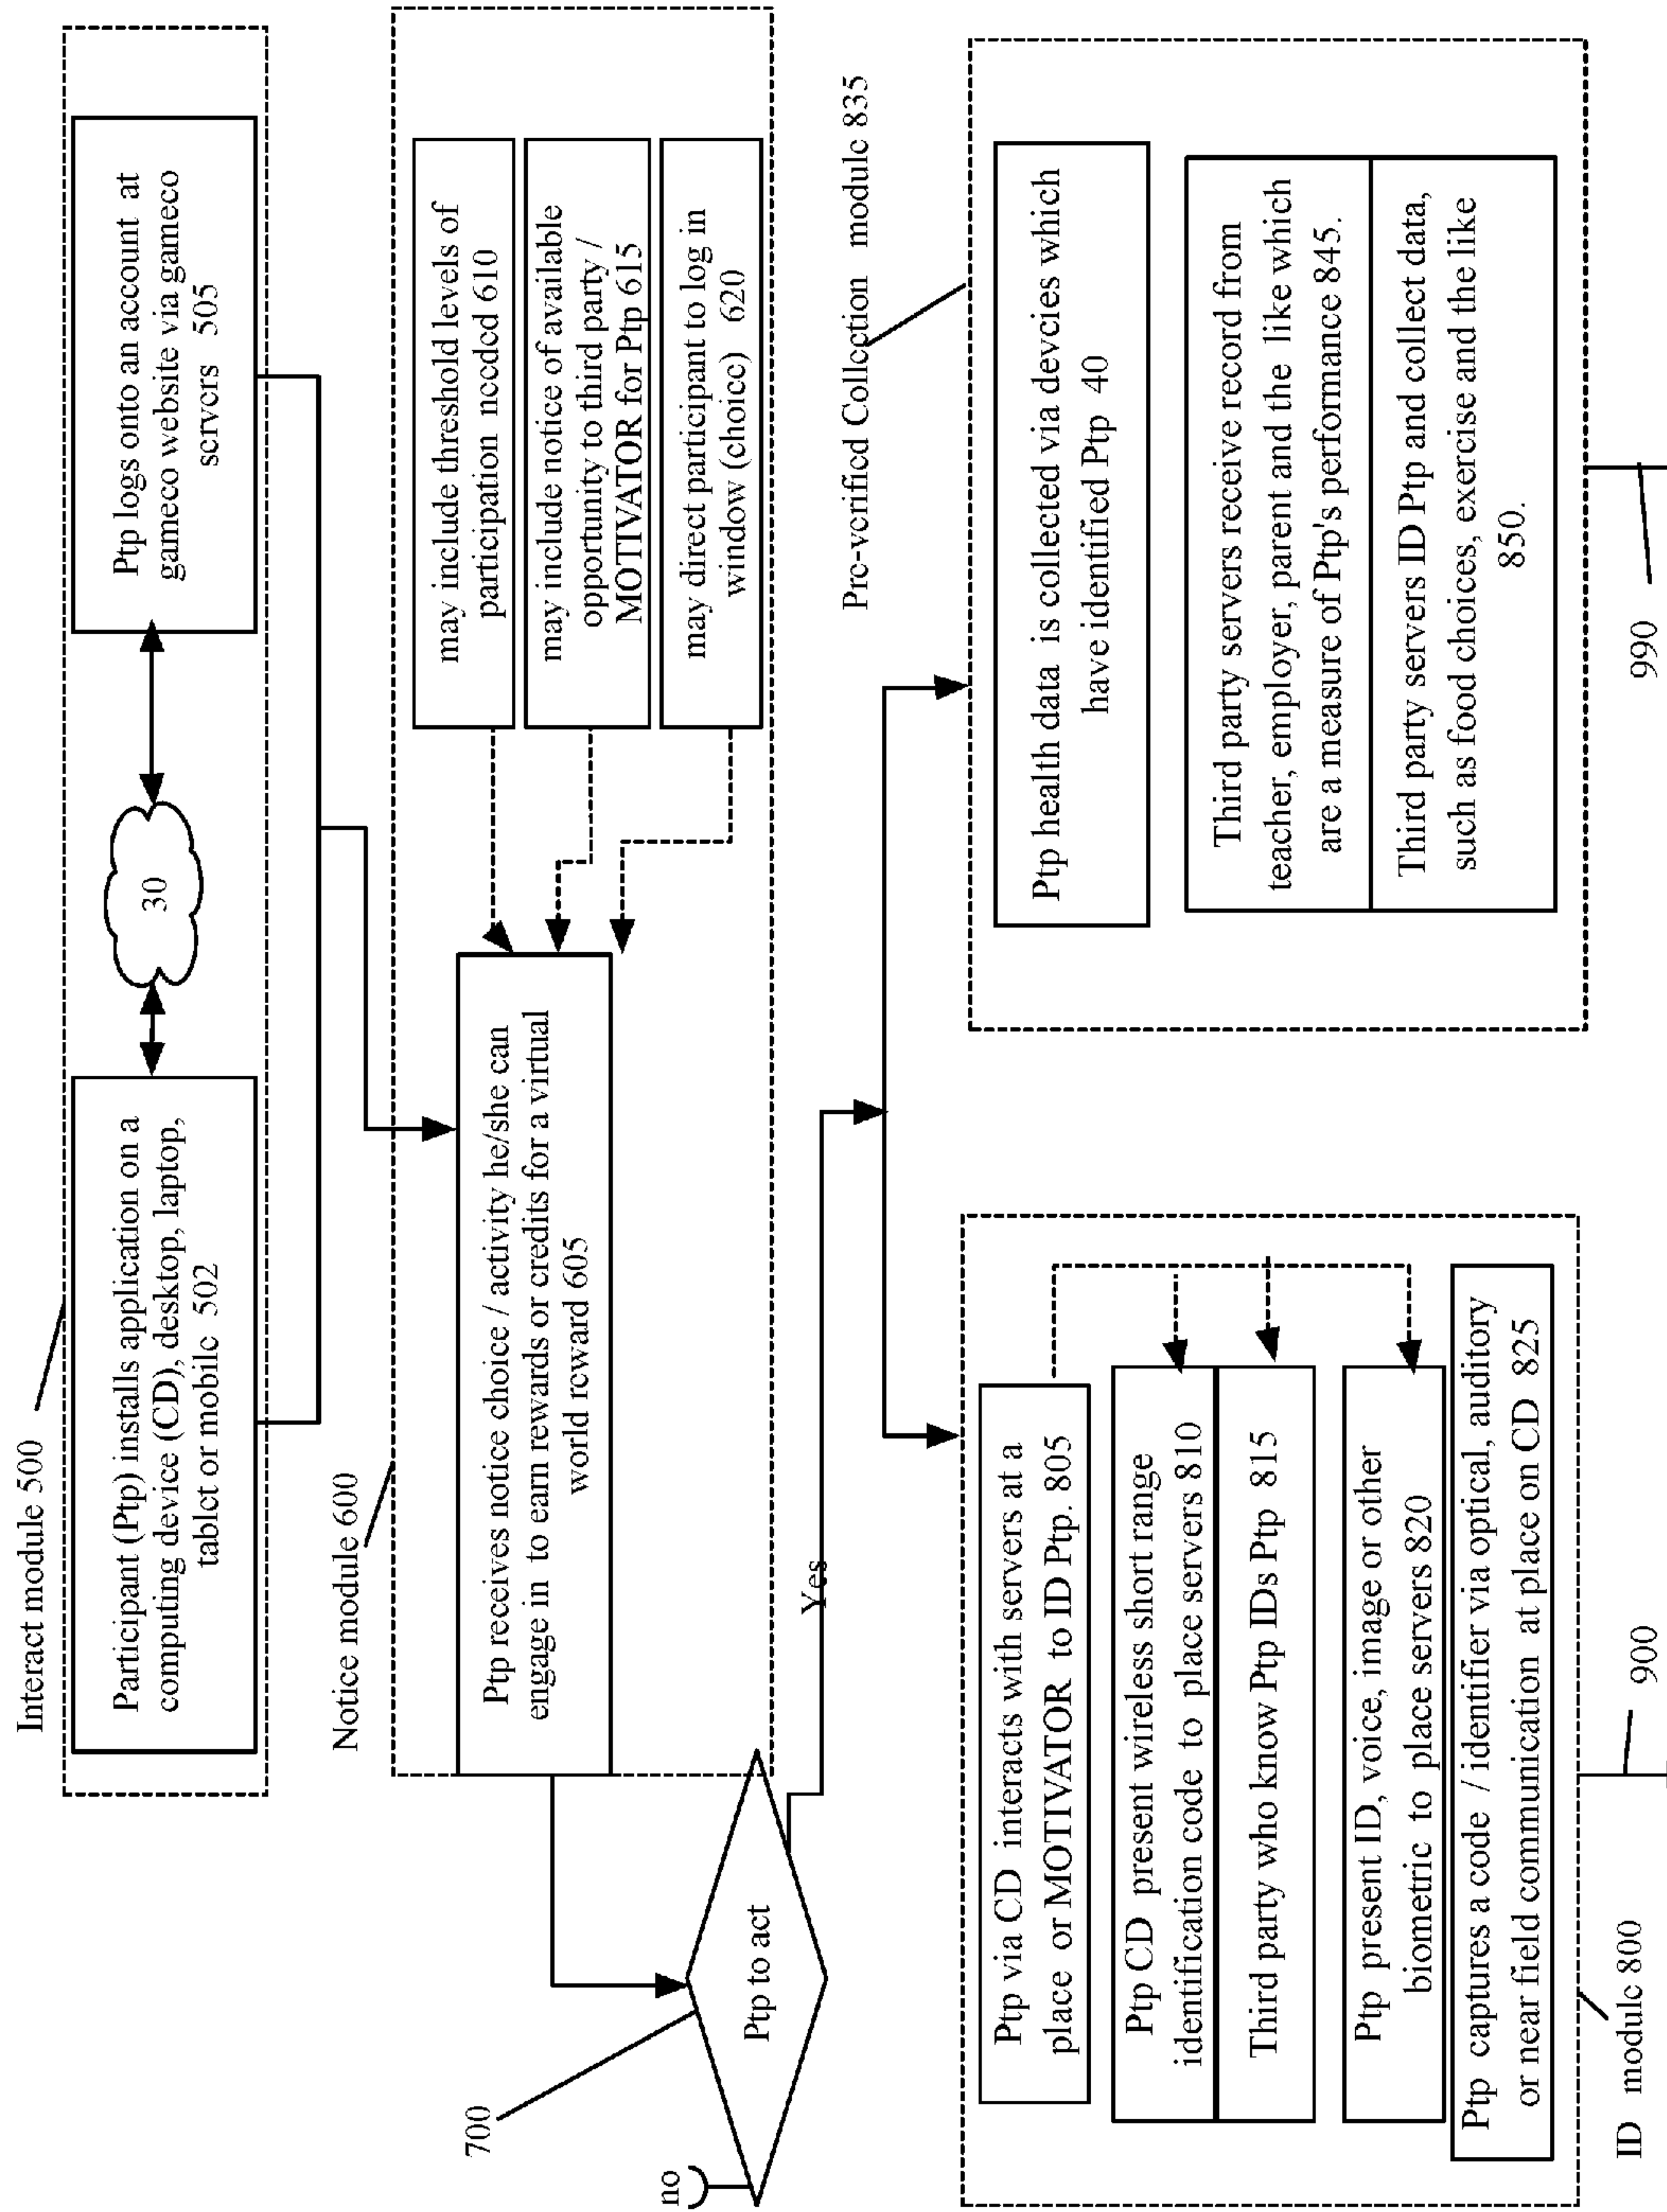 Interact module 500
Participant (Ptp) installs application on a
computing device (CD), desktop, laptop,
tablet or mobile 502
30
Ptp logs onto an account at
gameco website via gameco
servers 505
Notice module 600
Ptp receives notice choice / activity he/she can
engage in to earn rewards or credits for a virtual
world reward 605
may include threshold levels of
participation needed 610
may include notice of available
opportunity to third party /
MOTIVATOR for Ptp 615
may direct participant to log in
window (choice) 620
700
no
Ptp to act
Yes
Pre-verified Collection module 835
Ptp via CD interacts with servers at a
place or MOTIVATOR to ID Ptp. 805
Ptp CD present wireless short range
identification code to place servers 810
Third party who know Ptp IDs Ptp 815
Ptp present ID, voice, image or other
biometric to place servers 820
Ptp captures a code / identifier via optical, auditory
or near field communication at place on CD 825
ID module 800
900
Ptp health data is collected via devcies which
have identified Ptp 40
Third party servers receive record from
teacher, employer, parent and the like which
are a measure of Ptp's performance 845.
Third party servers ID Ptp and collect data,
such as food choices, exercise and the like
850.
990